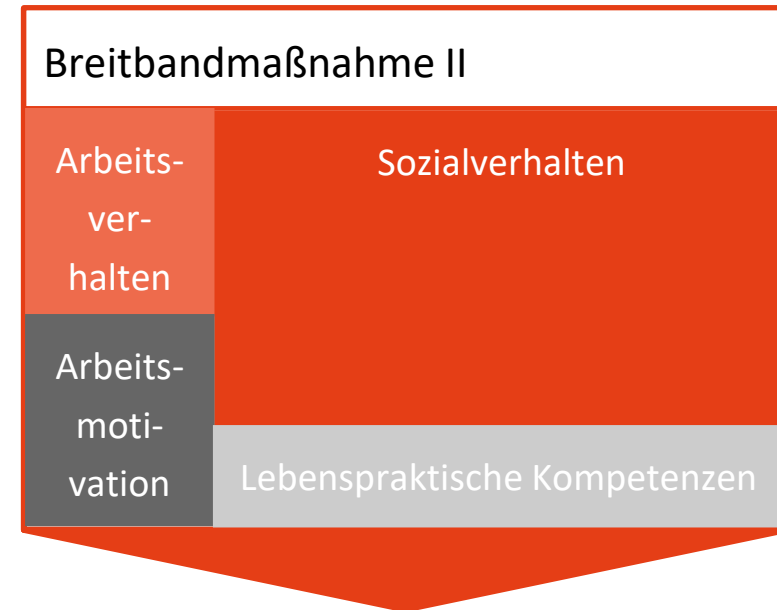 Breitbandmaßnahme II
Arbeits-
ver-
halten
Sozialverhalten
Arbeits-
moti-
vation
Lebenspraktische Kompetenzen